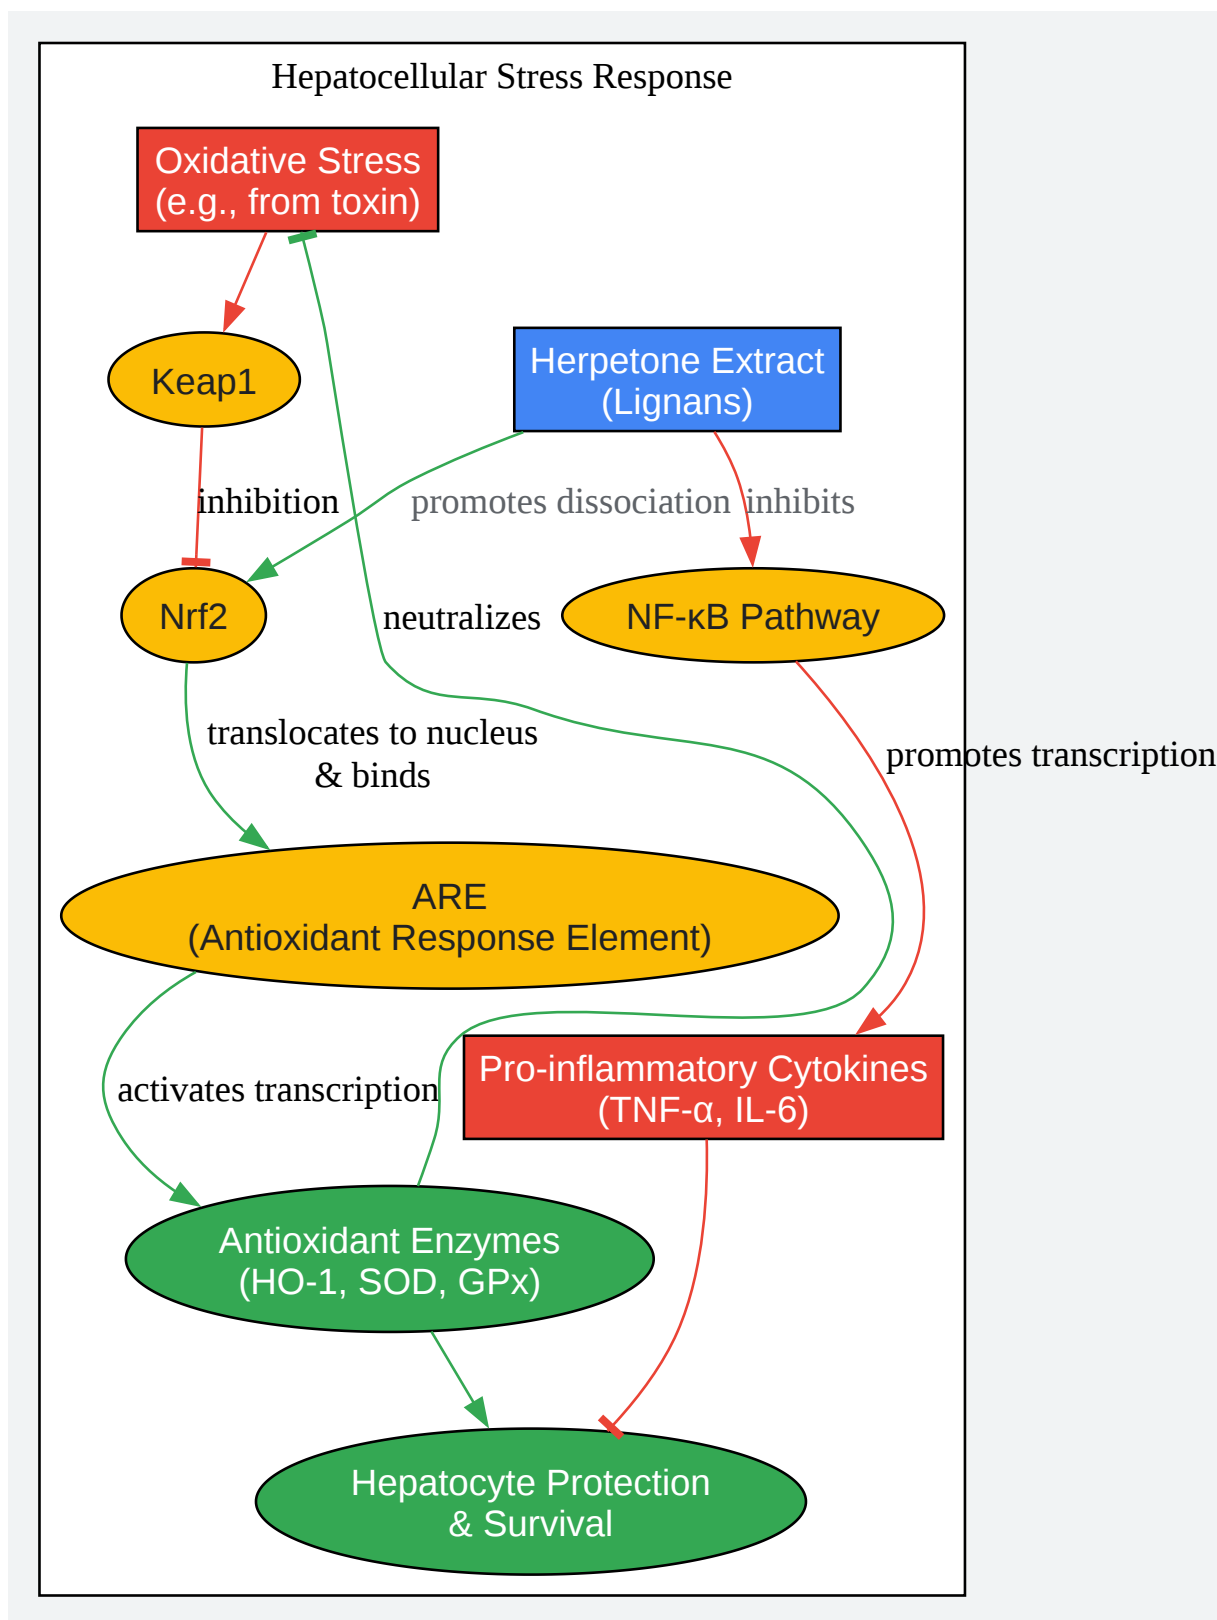 Hepatocellular Stress Response
Oxidative Stress
(e.g., from toxin)
Keap1
Herpetone Extract
(Lignans)
inhibition
promotes dissociation
inhibits
Nrf2
neutralizes
NF-κB Pathway
translocates to nucleus
& binds
promotes transcription
ARE
(Antioxidant Response Element)
activates transcription
Pro-inflammatory Cytokines
(TNF-α, IL-6)
Antioxidant Enzymes
(HO-1, SOD, GPx)
Hepatocyte Protection
& Survival